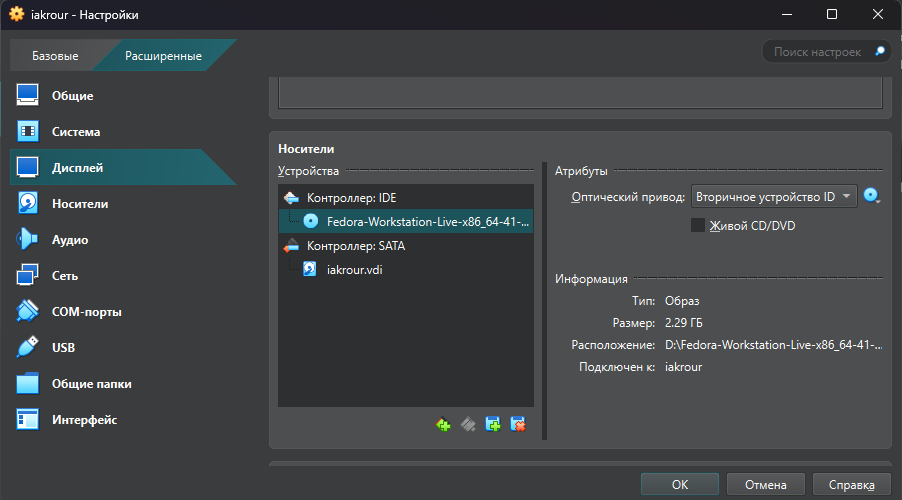 iakrour - Настройки
Базовые
Расширенные
Поиск настроек
Общие
Система
Дисплей
Носители
Аудио
Сеть
COM-порты
USB
Общие папки
Интерфейс
Носители
Устройства
Контроллер: IDE
Fedora-Workstation-Live-x86_64-41-...
Контроллер: SATA
iakrour.vdi
Атрибуты
Оптический привод: Вторичное устройство ID
Живой CD/DVD
Информация
Тип: Образ
Размер: 2.29 ГБ
Расположение: D:\Fedora-Workstation-Live-x86_64-41-...
Подключен к: iakrour
OK
Отмена
Справка